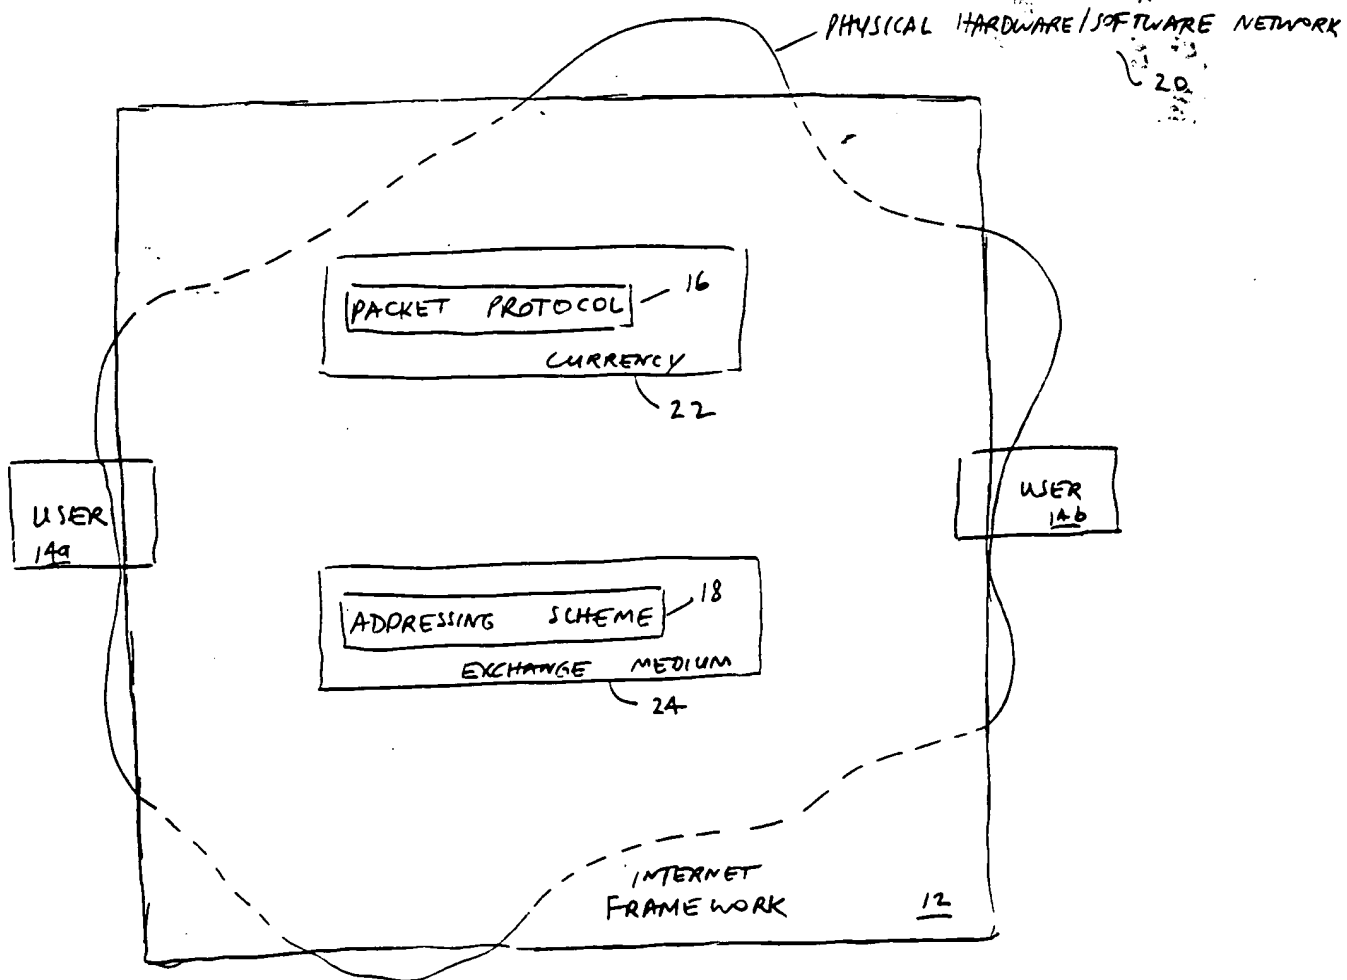 PHYSICAL HARDWARE/SOFTWARE NETWORK
20
PACKET PROTOCOL
16
CURRENCY
22
USER
14a
USER
14b
ADDRESSING SCHEME
18
EXCHANGE MEDIUM
24
INTERNET
FRAMEWORK
12